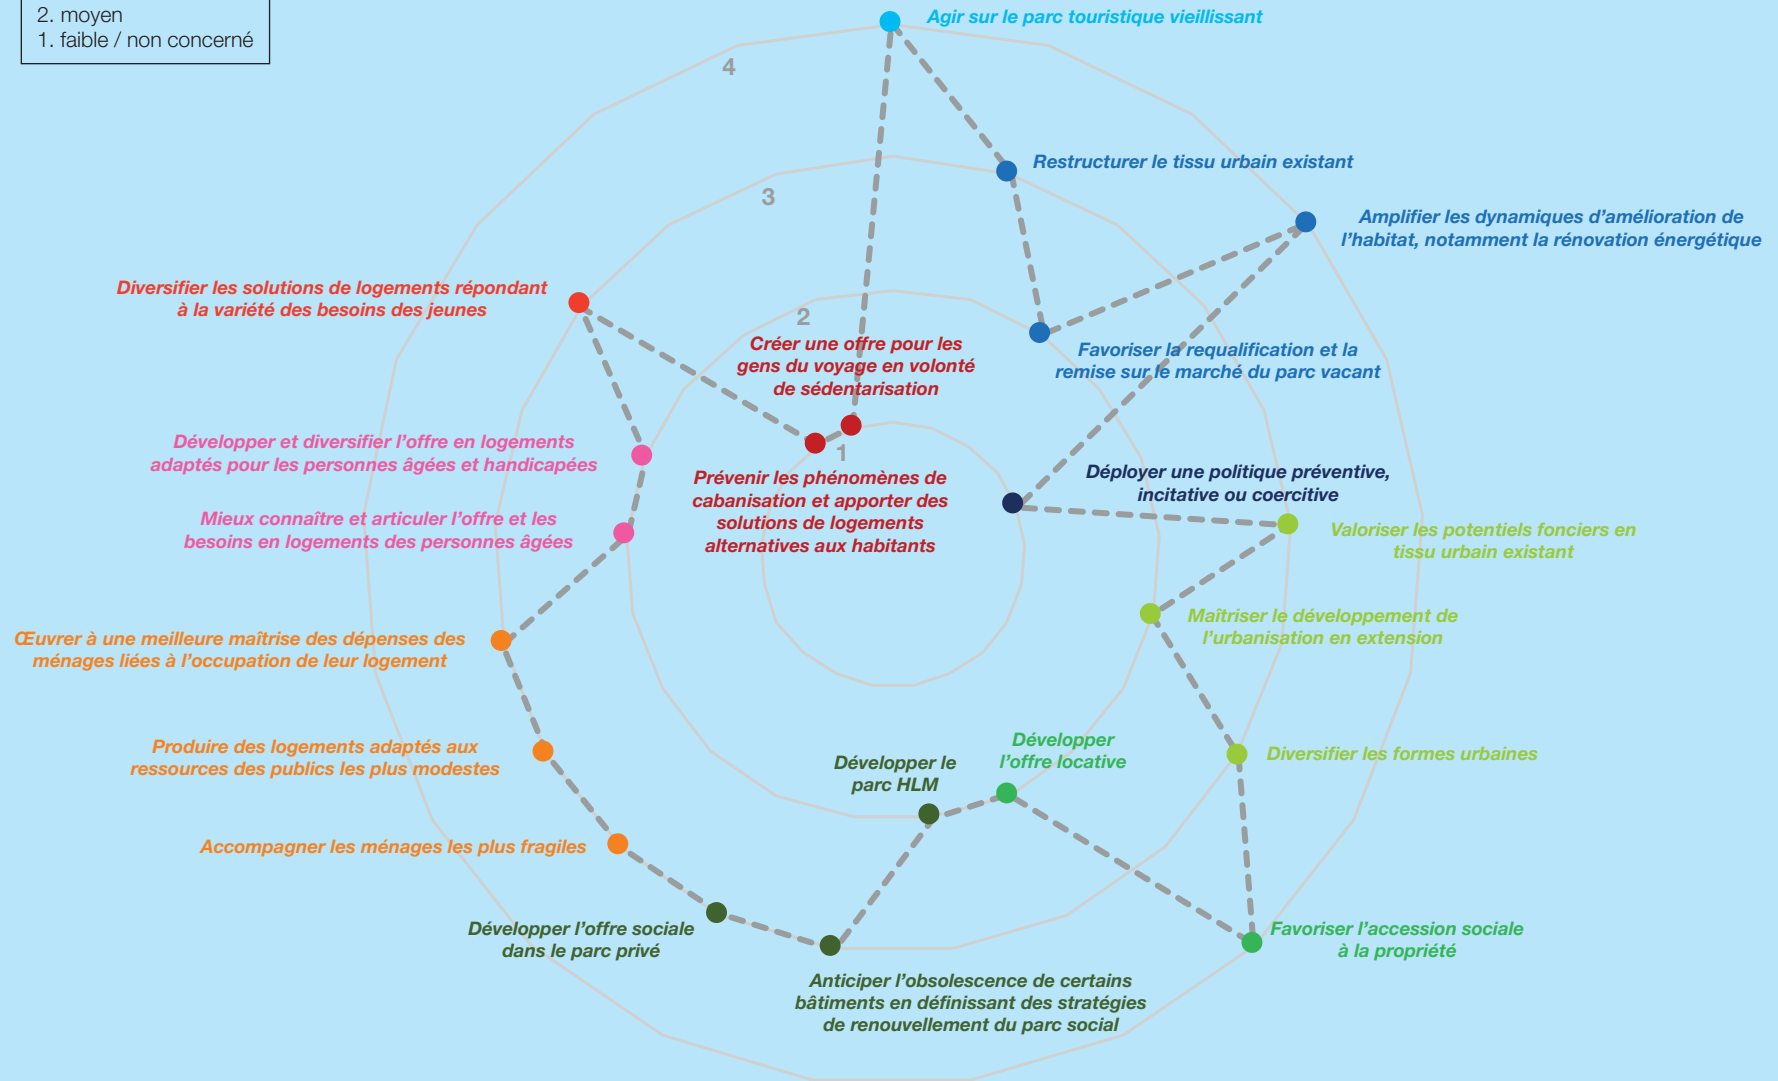 2. moyen
1. faible / non concerné
Agir sur le parc touristique vieillissant
4
Restructurer le tissu urbain existant
3
Amplifier les dynamiques d’amélioration de
l’habitat, notamment la rénovation énergétique
Diversifier les solutions de logements répondant
à la variété des besoins des jeunes
2
Créer une offre pour les
gens du voyage en volonté
de sédentarisation
Favoriser la requalification et la
remise sur le marché du parc vacant
Développer et diversifier l’offre en logements
adaptés pour les personnes âgées et handicapées
1
Prévenir les phénomènes de
cabanisation et apporter des
solutions de logements
alternatives aux habitants
Déployer une politique préventive,
incitative ou coercitive
Mieux connaître et articuler l’offre et les
besoins en logements des personnes âgées
Valoriser les potentiels fonciers en
tissu urbain existant
Maîtriser le développement de
l’urbanisation en extension
Œuvrer à une meilleure maîtrise des dépenses des
ménages liées à l’occupation de leur logement
Produire des logements adaptés aux
ressources des publics les plus modestes
Développer le
parc HLM
Développer
l’offre locative
Diversifier les formes urbaines
Accompagner les ménages les plus fragiles
Développer l’offre sociale
dans le parc privé
Favoriser l’accession sociale
à la propriété
Anticiper l’obsolescence de certains
bâtiments en définissant des stratégies
de renouvellement du parc social